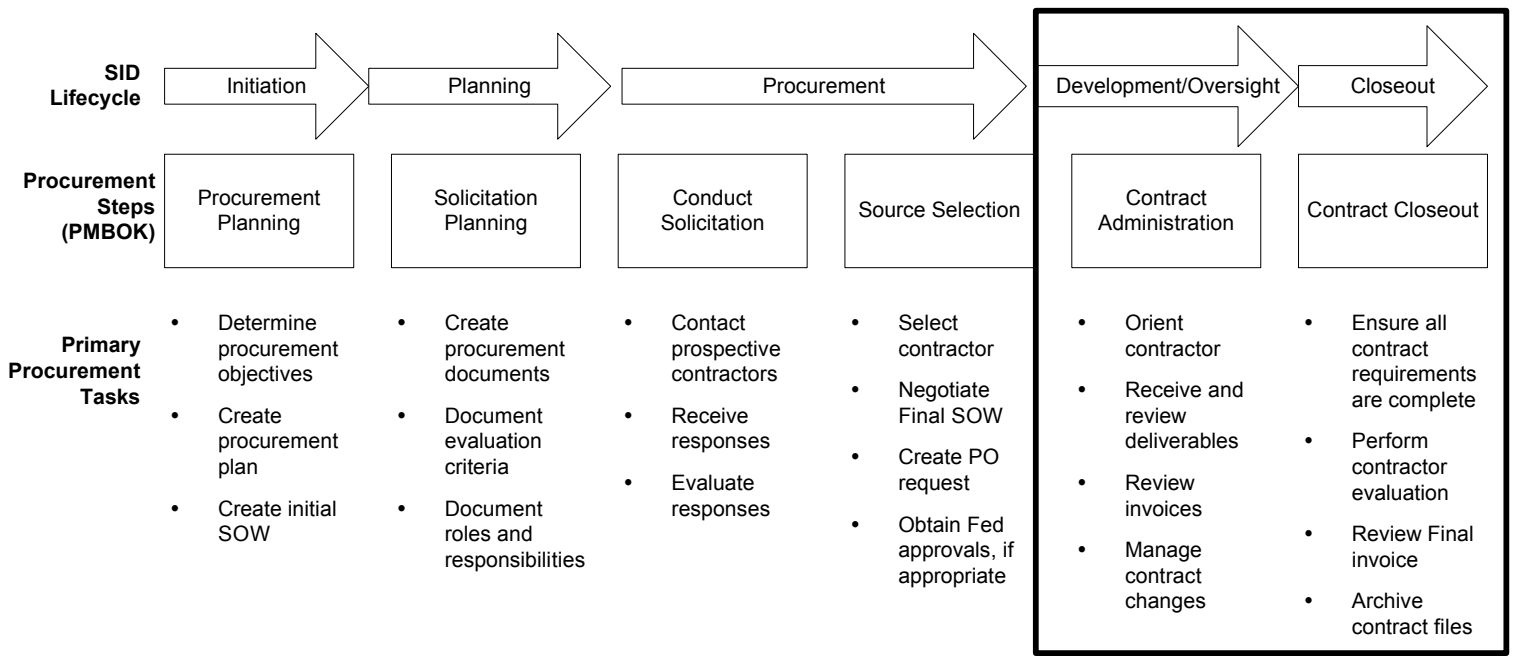 SID
Lifecycle
Initiation
Planning
Procurement
Development/Oversight
Closeout
Procurement
Steps
(PMBOK)
Procurement
Planning
Solicitation
Planning
Conduct
Solicitation
Source Selection
Contract
Administration
Contract Closeout
Primary
Procurement
Tasks
• Determine
procurement
objectives
• Create
procurement
plan
• Create initial
SOW
• Create
procurement
documents
• Document
evaluation
criteria
• Document
roles and
responsibilities
• Contact
prospective
contractors
• Receive
responses
• Evaluate
responses
• Select
contractor
• Negotiate
Final SOW
• Create PO
request
• Obtain Fed
approvals, if
appropriate
• Orient
contractor
• Receive and
review
deliverables
• Review
invoices
• Manage
contract
changes
• Ensure all
contract
requirements
are complete
• Perform
contractor
evaluation
• Review Final
invoice
• Archive
contract files